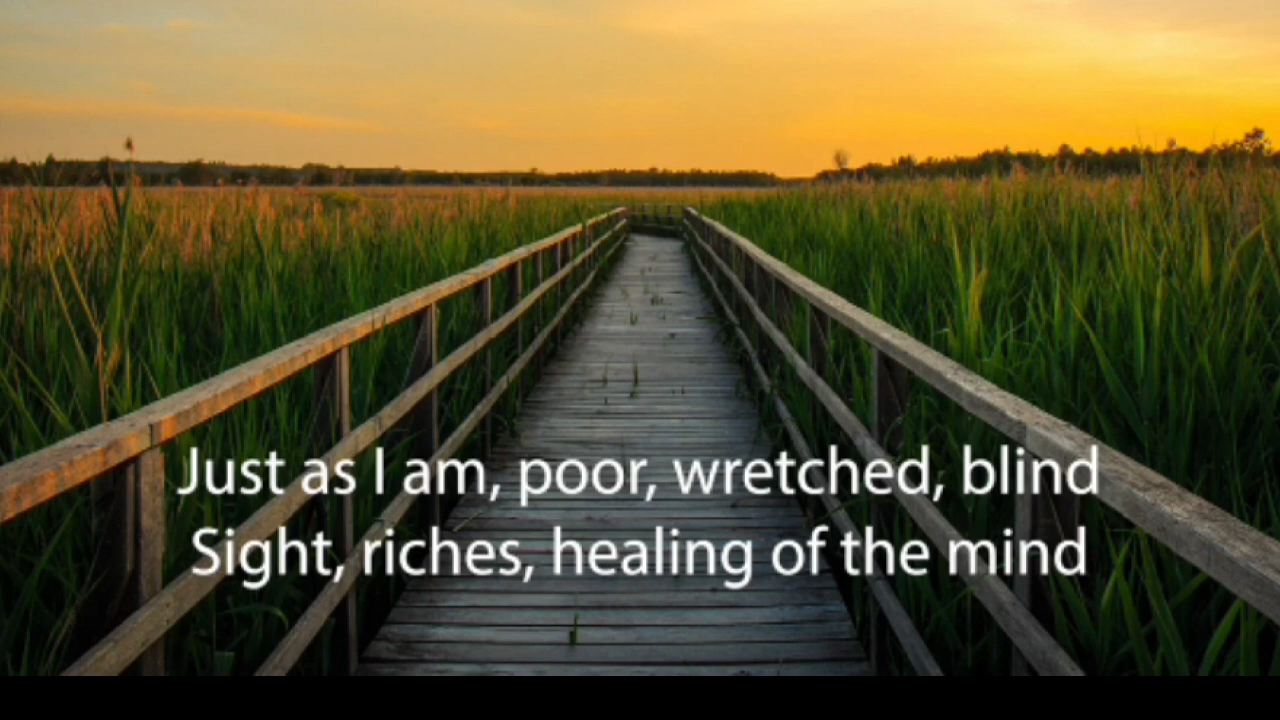 Just as I am, poor, wretched, blind
Sight, riches, healing of the mind